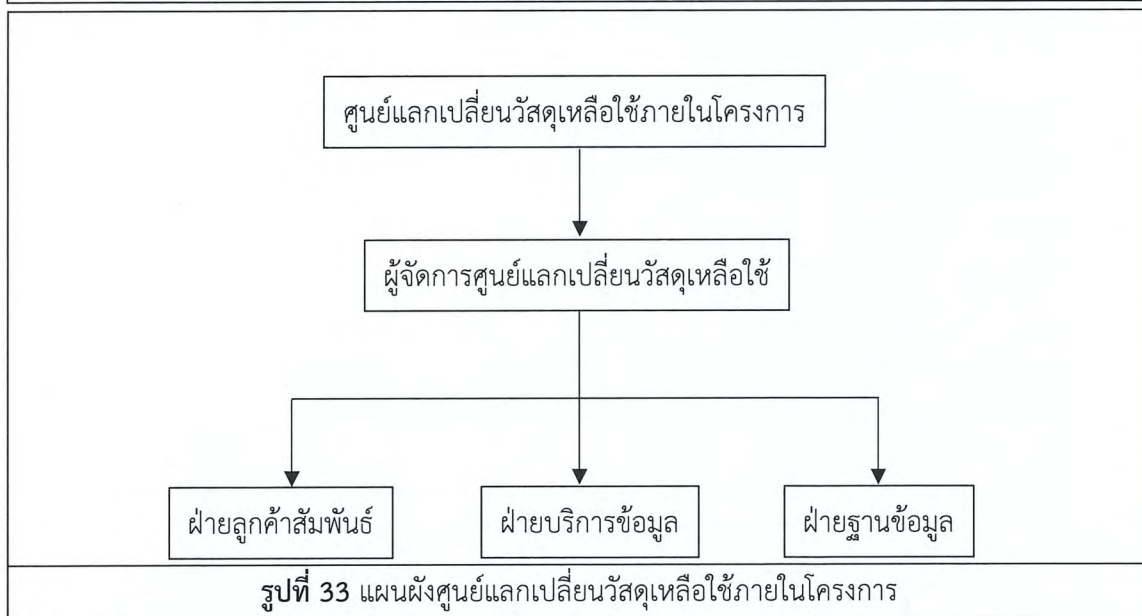 ศูนย์แลกเปลี่ยนวัสดุเหลือใช้ภายในโครงการ
ผู้จัดการศูนย์แลกเปลี่ยนวัสดุเหลือใช้
ฝ่ายลูกค้าสัมพันธ์ ฝ่ายบริการข้อมูล ฝ่ายฐานข้อมูล
รูปที่ 33 แผนผังศูนย์แลกเปลี่ยนวัสดุเหลือใช้ภายในโครงการ